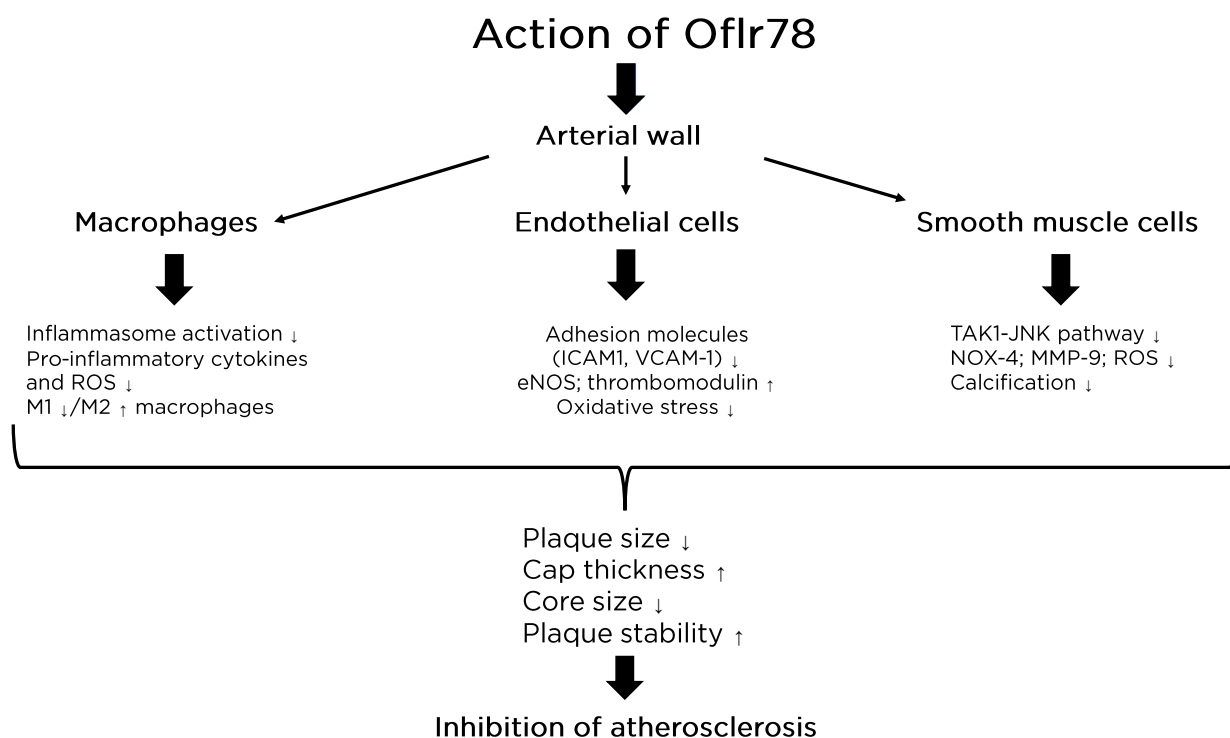 Action of Oflr78
Arterial wall
Macrophages
Endothelial cells
Smooth muscle cells
Inflammasome activation ↓
Pro-inflammatory cytokines
and ROS ↓
M1 ↓/M2 ↑ macrophages
Adhesion molecules
(ICAM1, VCAM-1) ↓
eNOS; thrombomodulin ↑
Oxidative stress ↓
TAK1-JNK pathway ↓
NOX-4; MMP-9; ROS ↓
Calcification ↓
Plaque size ↓
Cap thickness ↑
Core size ↓
Plaque stability ↑
Inhibition of atherosclerosis